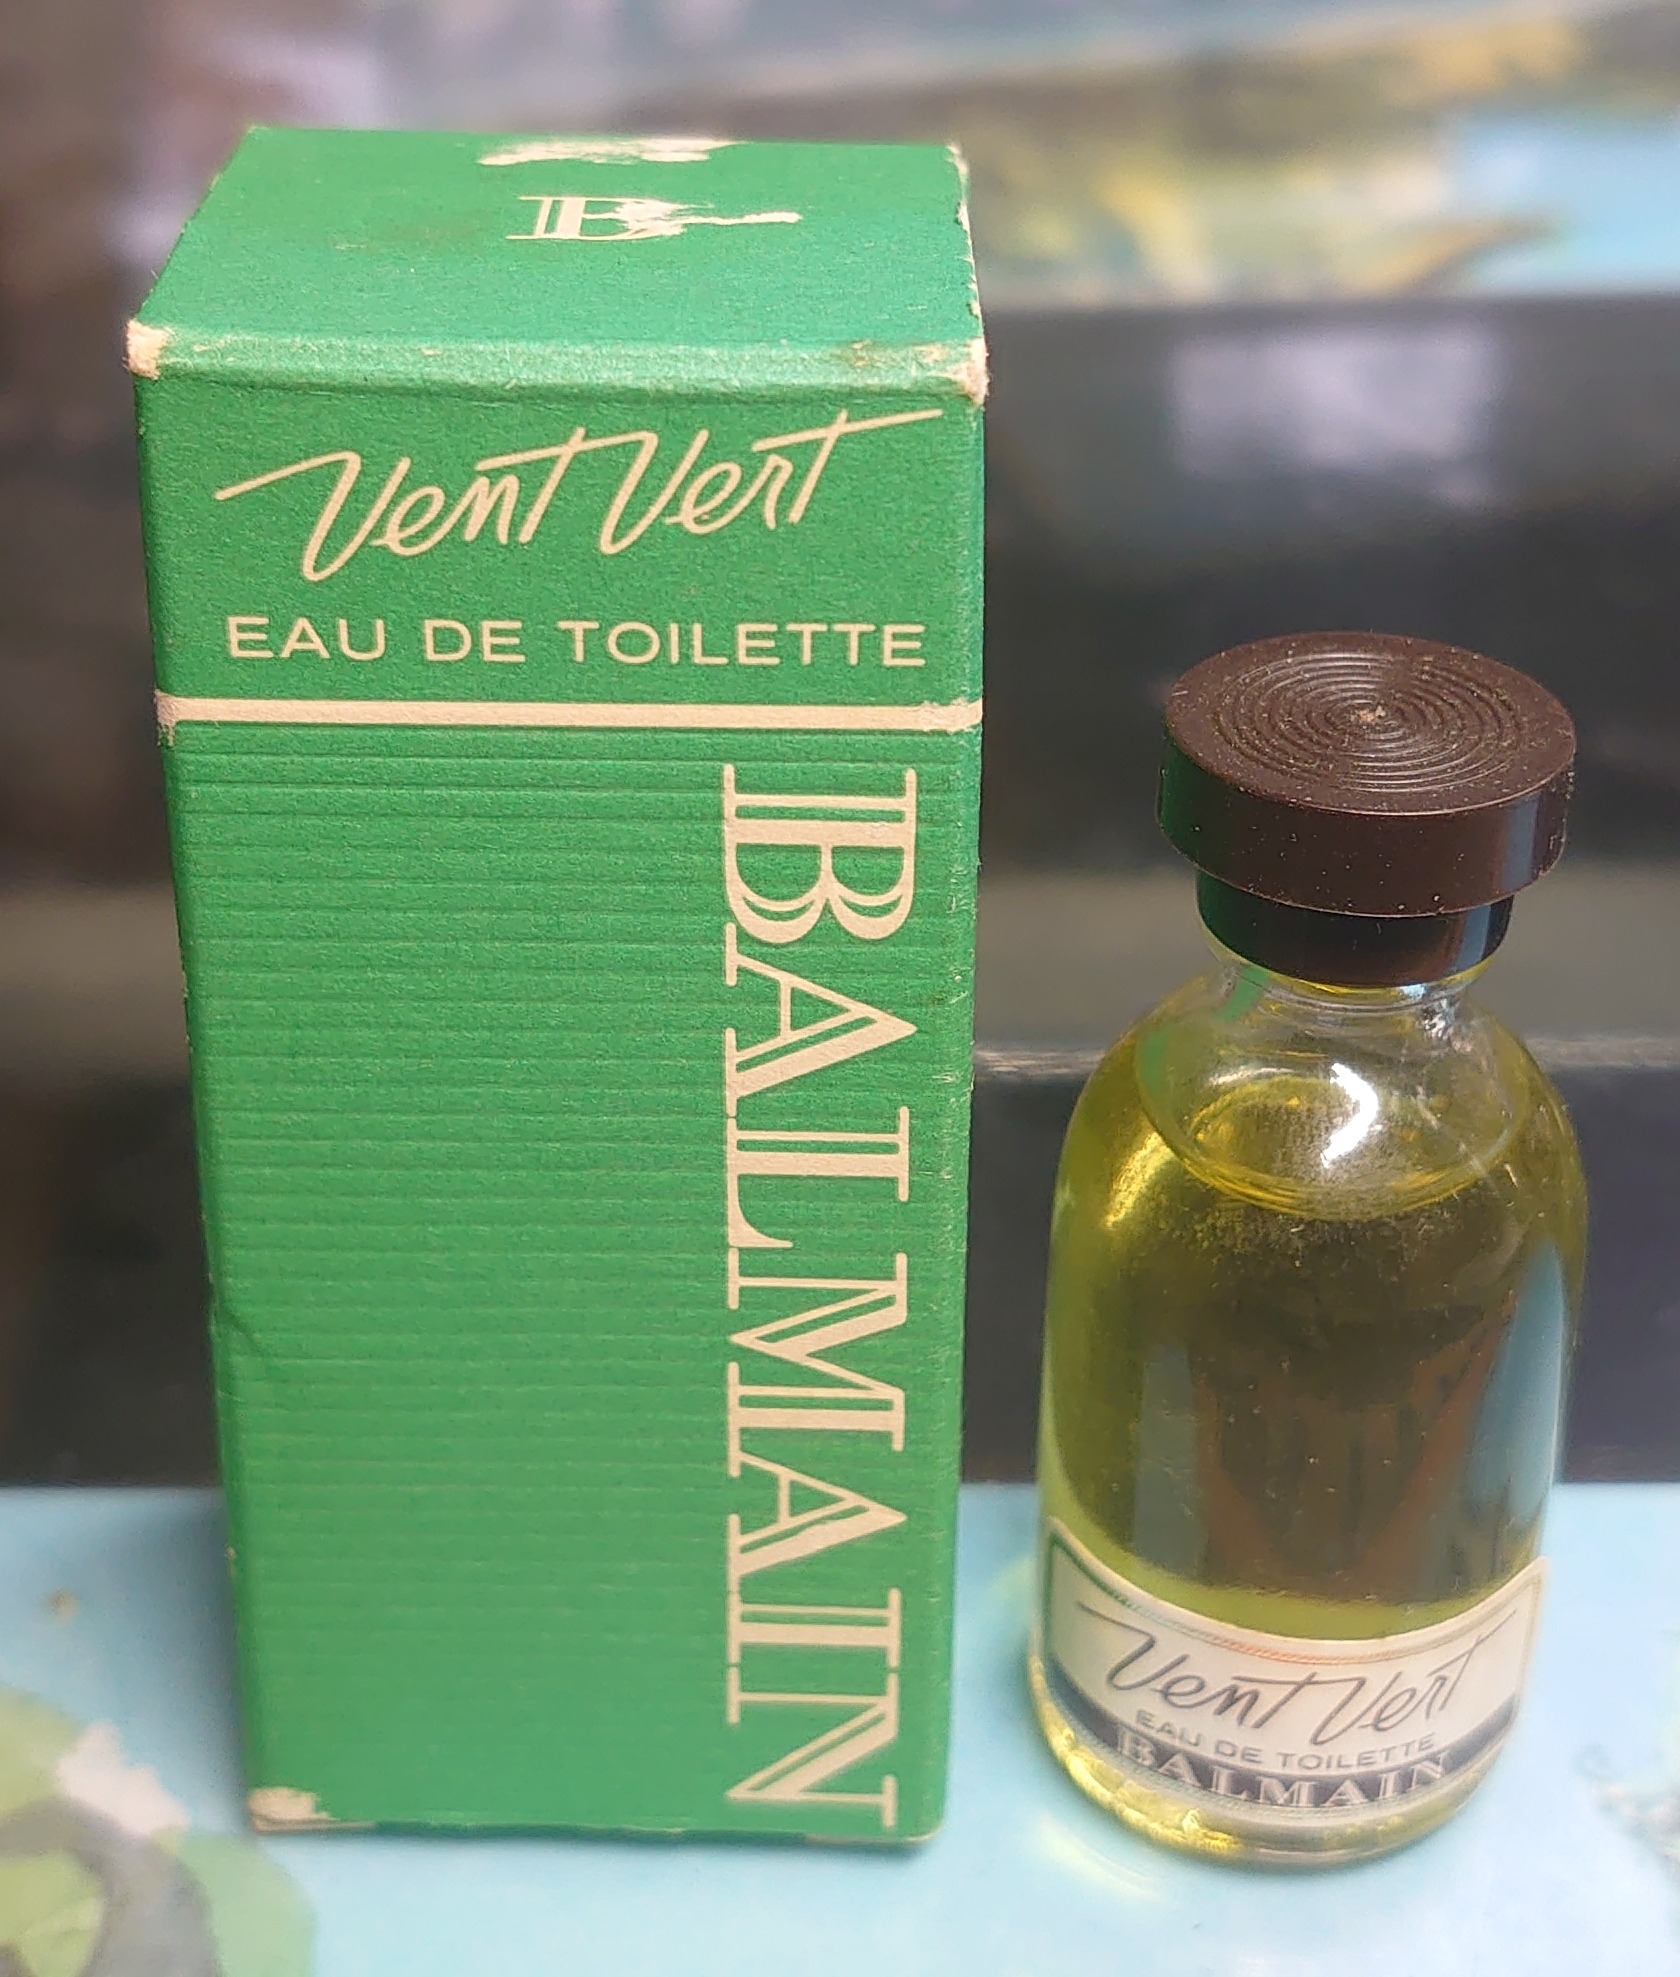 B
Vent Vert
EAU DE TOILETTE
BALMAIN
Vent Vert
EAU DE TOILETTE
BALMAIN